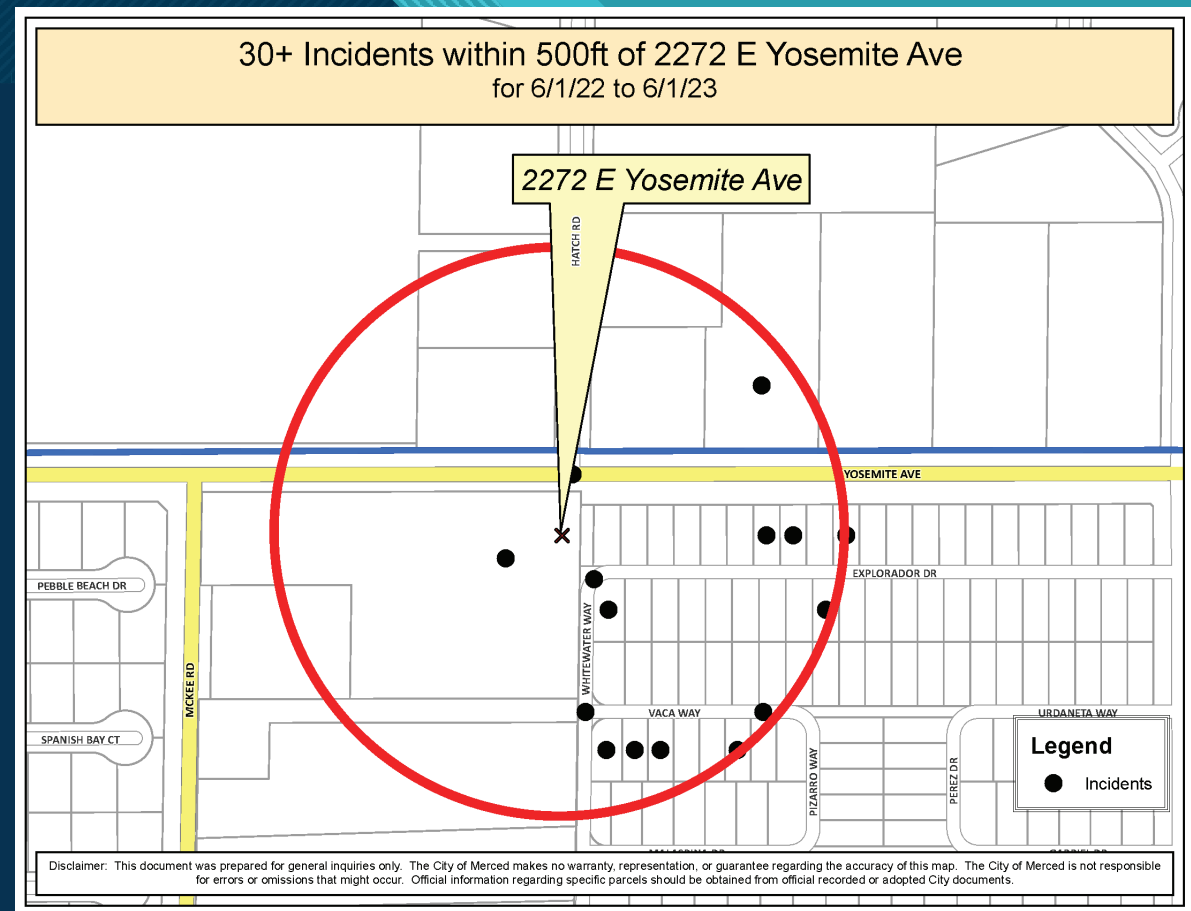 30+ Incidents within 500ft of 2272 E Yosemite Ave
for 6/1/22 to 6/1/23
2272 E Yosemite Ave
HATCH RD
YOSEMITE AVE
PEBBLE BEACH DR
EXPLORADOR DR
WHITEWATER WAY
MCKEE RD
VACA WAY
URDANETA WAY
SPANISH BAY CT
PIZARRO WAY
PEREZ DR
Legend
Incidents
Disclaimer: This document was prepared for general inquiries only. The City of Merced makes no warranty, representation, or guarantee regarding the accuracy of this map. The City of Merced is not responsible
for errors or omissions that might occur. Official information regarding specific parcels should be obtained from official recorded or adopted City documents.